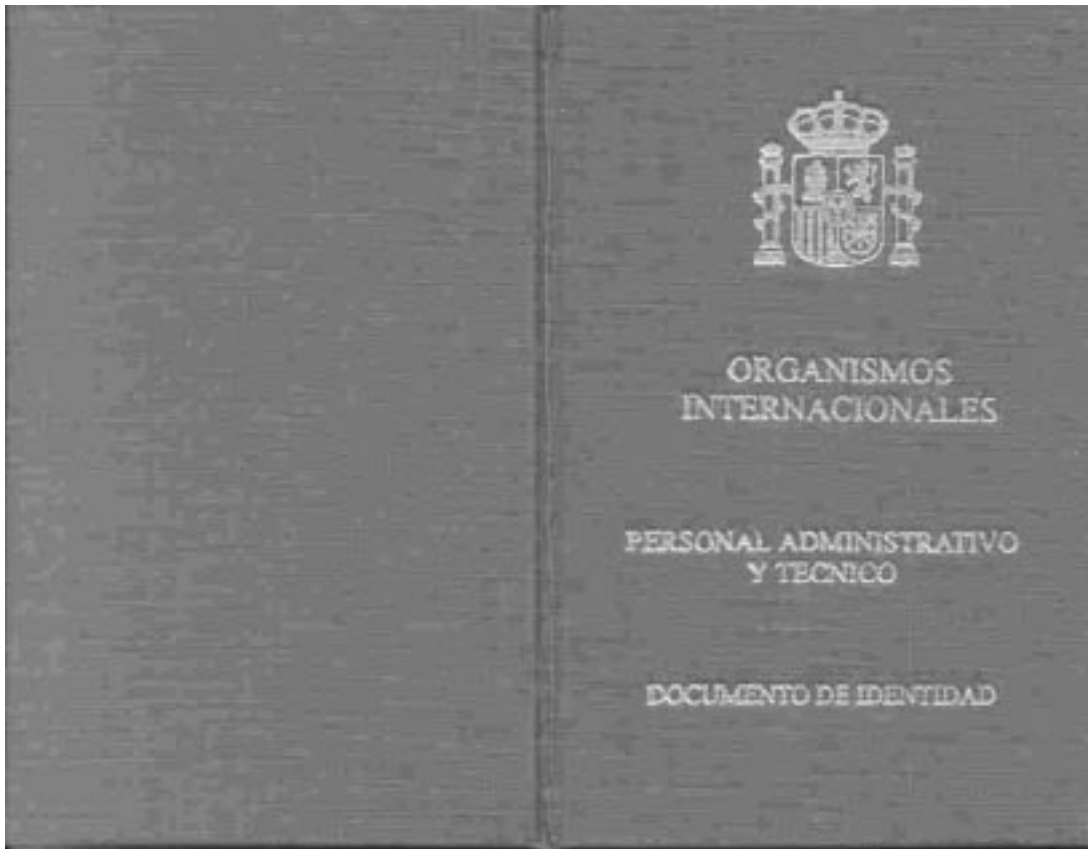 ORGANISMOS
INTERNACIONALES
PERSONAL ADMINISTRATIVO
Y TECNICO
DOCUMENTO DE IDENTIDAD